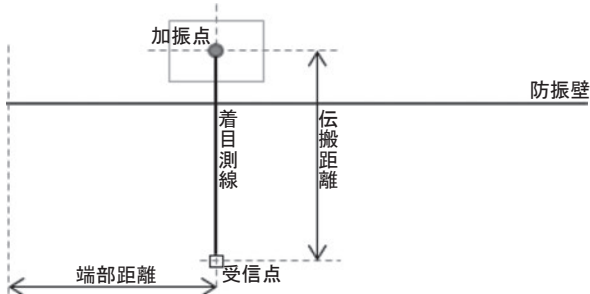 加振点
防振壁
着目測線
伝搬距離
端部距離
受信点